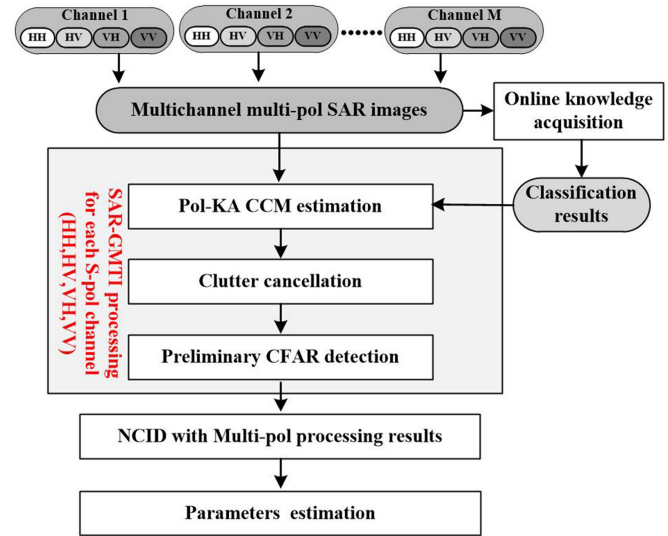 Channel 1
HH HV VH VV
Channel 2
HH HV VH VV
......
Channel M
HH HV VH VV
Multichannel multi-pol SAR images
Online knowledge
acquisition
Classification
results
SAR-GMTI processing
for each S-pol channel
(HH,HV,VH,VV)
Pol-KA CCM estimation
Clutter cancellation
Preliminary CFAR detection
NCID with Multi-pol processing results
Parameters estimation